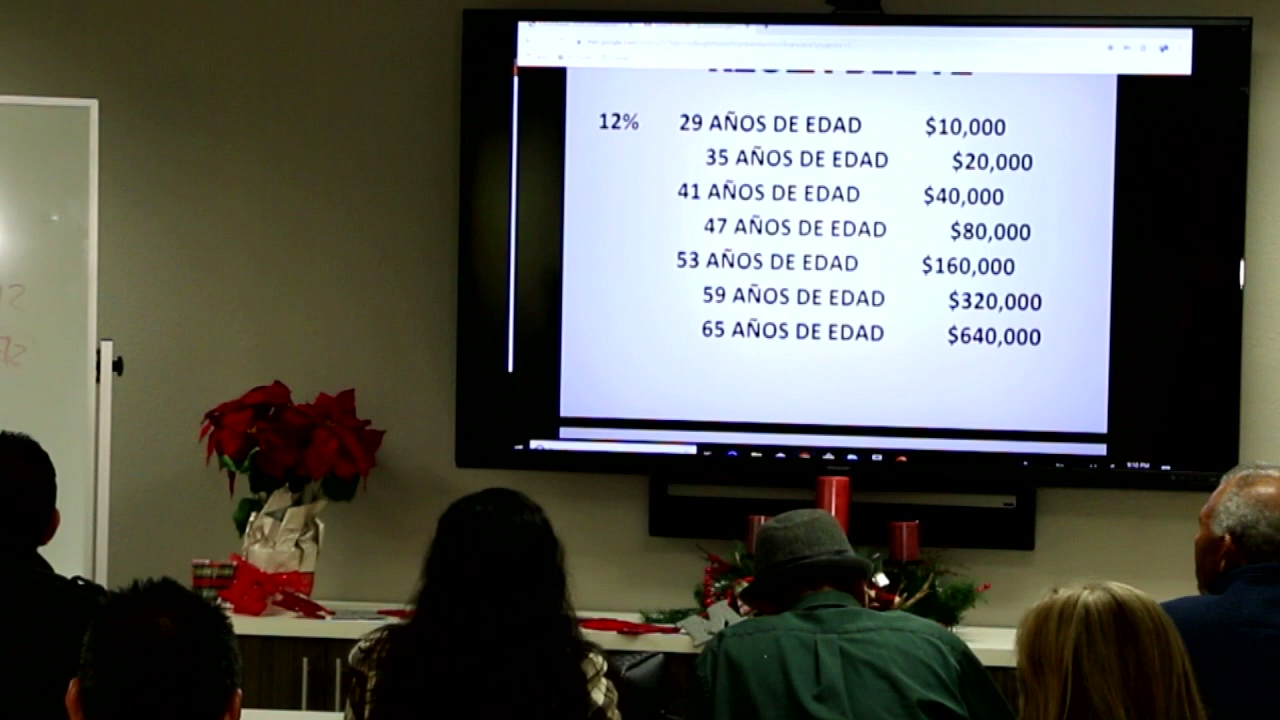 12% 29 AÑOS DE EDAD $10,000
35 AÑOS DE EDAD $20,000
41 AÑOS DE EDAD $40,000
47 AÑOS DE EDAD $80,000
53 AÑOS DE EDAD $160,000
59 AÑOS DE EDAD $320,000
65 AÑOS DE EDAD $640,000